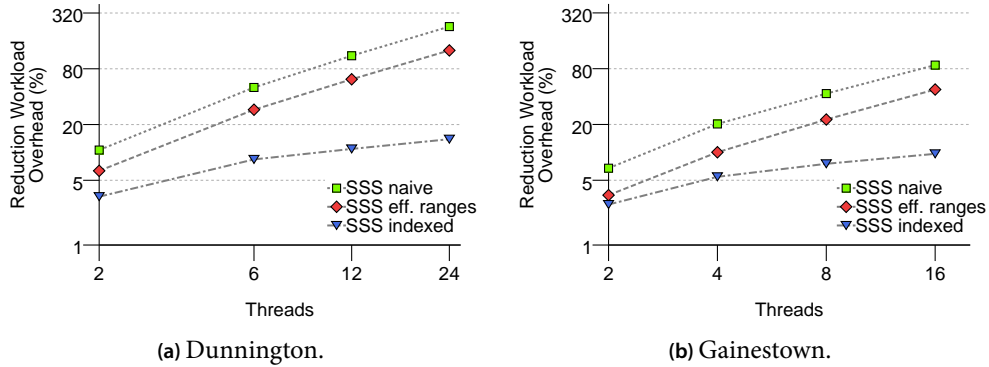 Reduction Workload
Overhead (%)
320
80
20
5
1
2
6
12
24
Threads
SSS naive
SSS eff. ranges
SSS indexed
(a) Dunnington.
Reduction Workload
Overhead (%)
320
80
20
5
1
2
4
8
16
Threads
SSS naive
SSS eff. ranges
SSS indexed
(b) Gainestown.